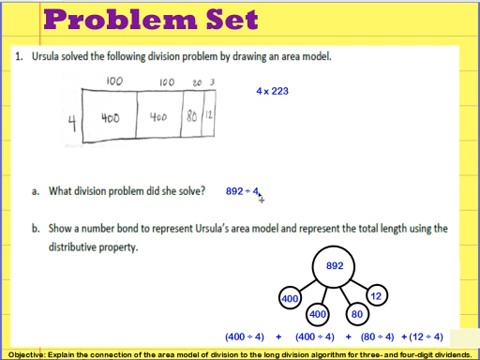 Problem Set
1. Ursula solved the following division problem by drawing an area model.
100 100 20 3
4 x 223
4 400 400 80 12
a. What division problem did she solve? 892 ÷ 4
b. Show a number bond to represent Ursula's area model and represent the total length using the
distributive property.
892
400 400 80 12
(400 ÷ 4) + (400 ÷ 4) + (80 ÷ 4) + (12 ÷ 4)
Objective: Explain the connection of the area model of division to the long division algorithm for three- and four-digit dividends.